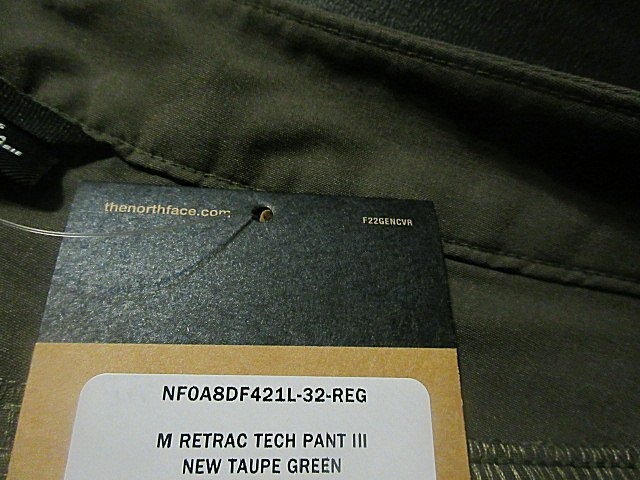 thenorthface.com
F22GENCVR
NF0A8DF421L-32-REG
M RETRAC TECH PANT III
NEW TAUPE GREEN